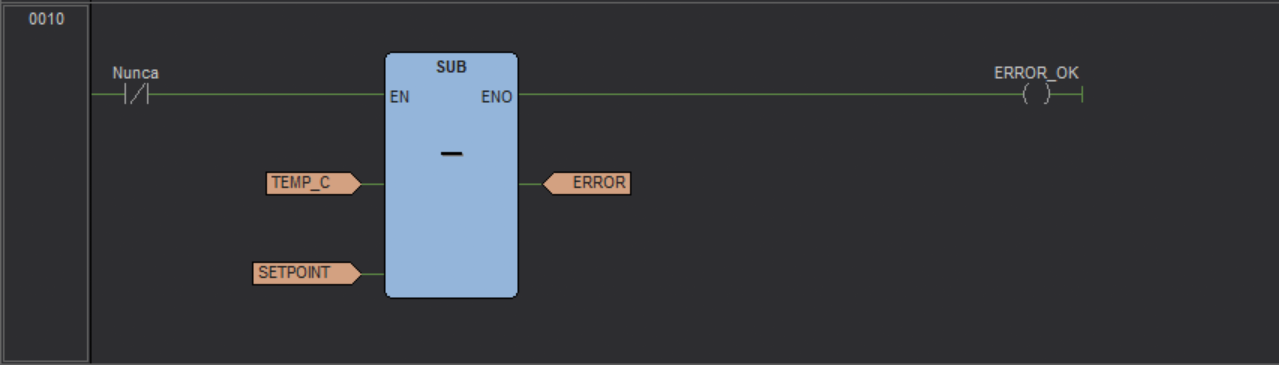 0010
Nunca
SUB
ERROR_OK
EN
ENO
TEMP_C
ERROR
SETPOINT